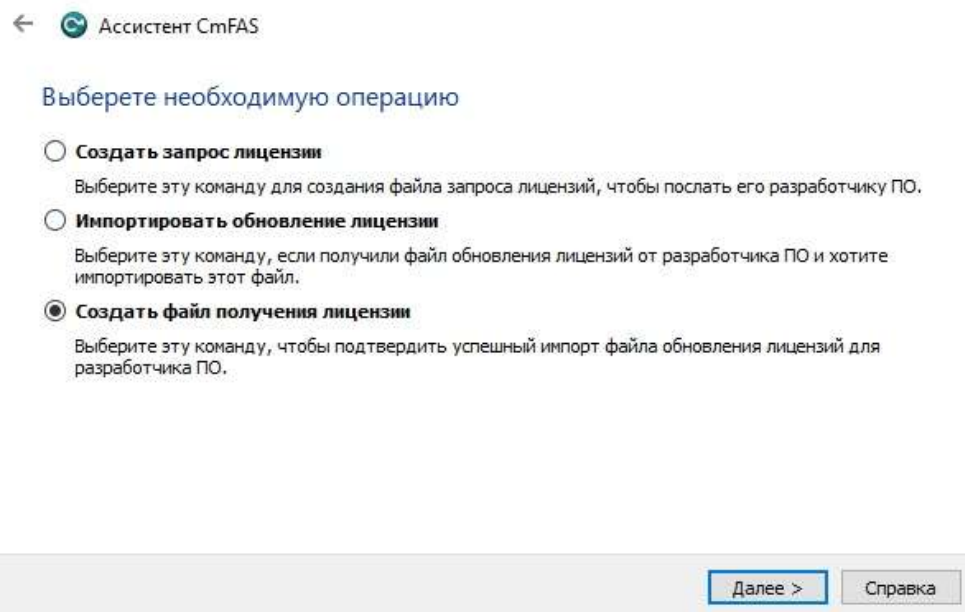 Ассистент CmFAS
Выберете необходимую операцию
Создать запрос лицензии
Выберите эту команду для создания файла запроса лицензий, чтобы послать его разработчику ПО.
Импортировать обновление лицензии
Выберите эту команду, если получили файл обновления лицензий от разработчика ПО и хотите
импортировать этот файл.
Создать файл получения лицензии
Выберите эту команду, чтобы подтвердить успешный импорт файла обновления лицензий для
разработчика ПО.
Далее >
Справка